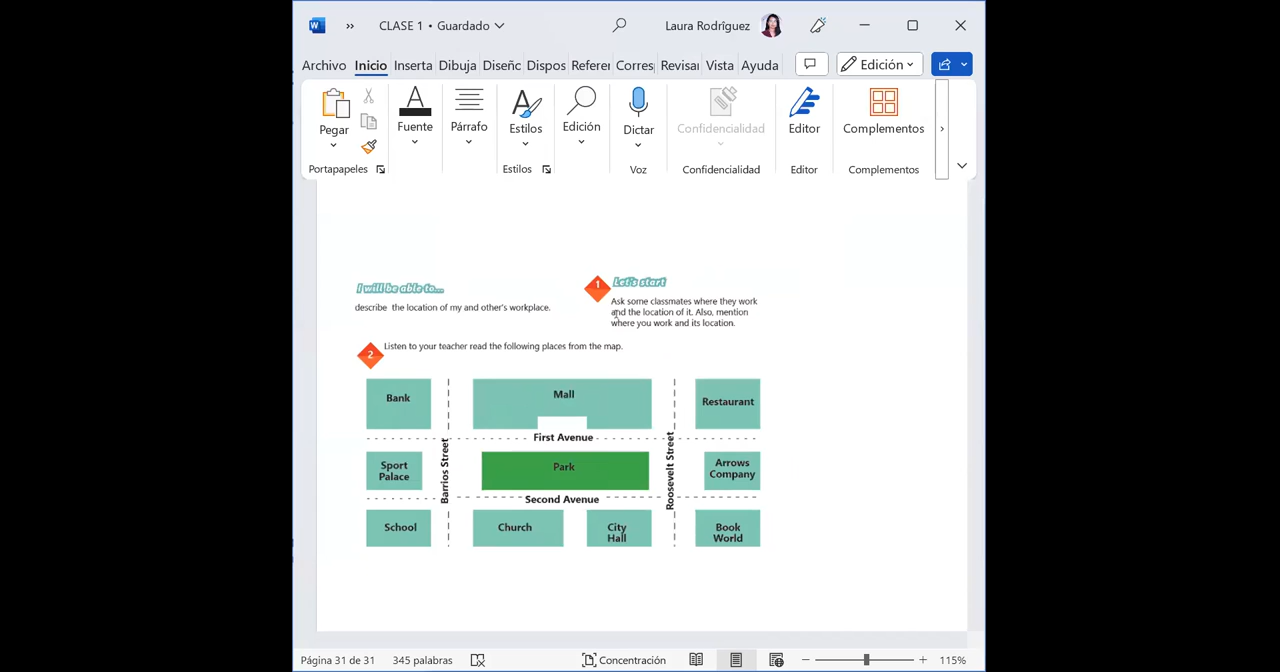 CLASE 1 • Guardado
Laura Rodríguez
Archivo Inicio Inserta Dibuja Diseño Dispos Referen Corres Revisar Vista Ayuda
Edición
Pegar
Fuente
Párrafo
Estilos
Edición
Dictar
Confidencialidad
Editor
Complementos
Portapapeles
Estilos
Voz
Confidencialidad
Editor
Complementos
I will be able to...
describe the location of my and other's workplace.
1
Let's start
Ask some classmates where they work
and the location of it. Also, mention
where you work and its location.
2
Listen to your teacher read the following places from the map.
Bank
Mall
Restaurant
First Avenue
Barrios Street
Roosevelt Street
Sport
Palace
Park
Arrows
Company
Second Avenue
School
Church
City
Hall
Book
World
Página 31 de 31 345 palabras
Concentración
115%